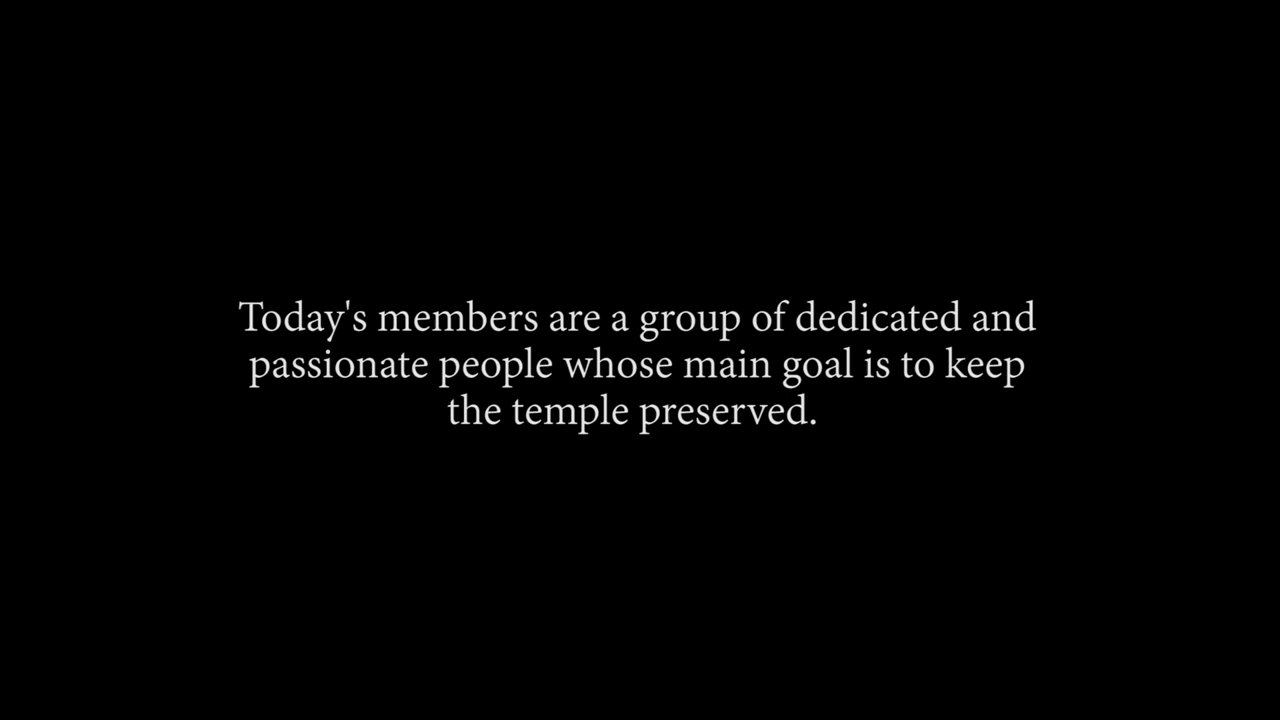 Today's members are a group of dedicated and
passionate people whose main goal is to keep
the temple preserved.